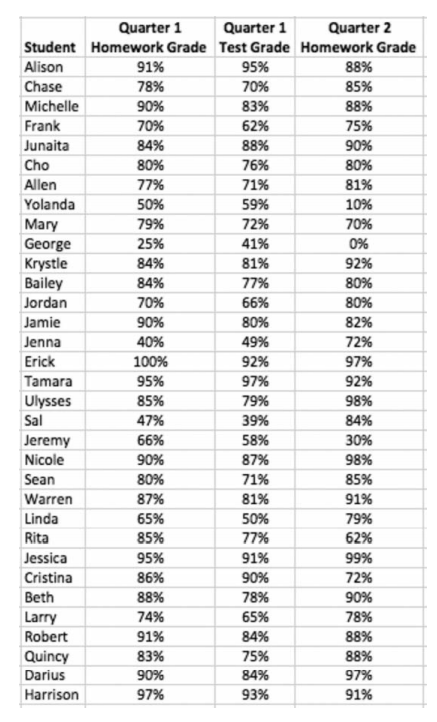 Quarter 1 Quarter 1 Quarter 2
Student Homework Grade Test Grade Homework Grade
Alison 91% 95% 88%
Chase 78% 70% 85%
Michelle 90% 83% 88%
Frank 70% 62% 75%
Junaita 84% 88% 90%
Cho 80% 76% 80%
Allen 77% 71% 81%
Yolanda 50% 59% 10%
Mary 79% 72% 70%
George 25% 41% 0%
Krystle 84% 81% 92%
Bailey 84% 77% 80%
Jordan 70% 66% 80%
Jamie 90% 80% 82%
Jenna 40% 49% 72%
Erick 100% 92% 97%
Tamara 95% 97% 92%
Ulysses 85% 79% 98%
Sal 47% 39% 84%
Jeremy 66% 58% 30%
Nicole 90% 87% 98%
Sean 80% 71% 85%
Warren 87% 81% 91%
Linda 65% 50% 79%
Rita 85% 77% 62%
Jessica 95% 91% 99%
Cristina 86% 90% 72%
Beth 88% 78% 90%
Larry 74% 65% 78%
Robert 91% 84% 88%
Quincy 83% 75% 88%
Darius 90% 84% 97%
Harrison 97% 93% 91%